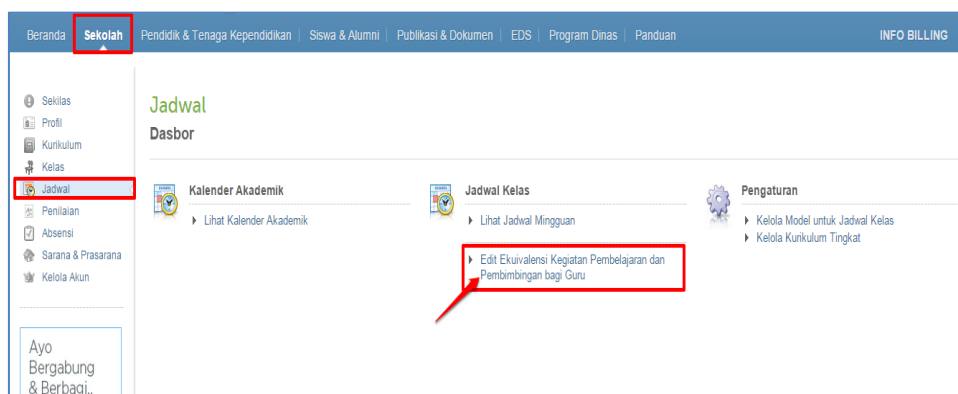 Beranda Sekolah Pendidik & Tenaga Kependidikan Siswa & Alumni Publikasi & Dokumen EDS Program Dinas Panduan INFO BILLING
Sekilas
Profil
Kurikulum
Kelas
Jadwal
Penilaian
Absensi
Sarana & Prasarana
Kelola Akun
Ayo
Bergabung
& Berbagi..
Jadwal
Dasbor
Kalender Akademik
Lihat Kalender Akademik
Jadwal Kelas
Lihat Jadwal Mingguan
Edit Ekuivalensi Kegiatan Pembelajaran dan
Pembimbingan bagi Guru
Pengaturan
Kelola Model untuk Jadwal Kelas
Kelola Kurikulum Tingkat